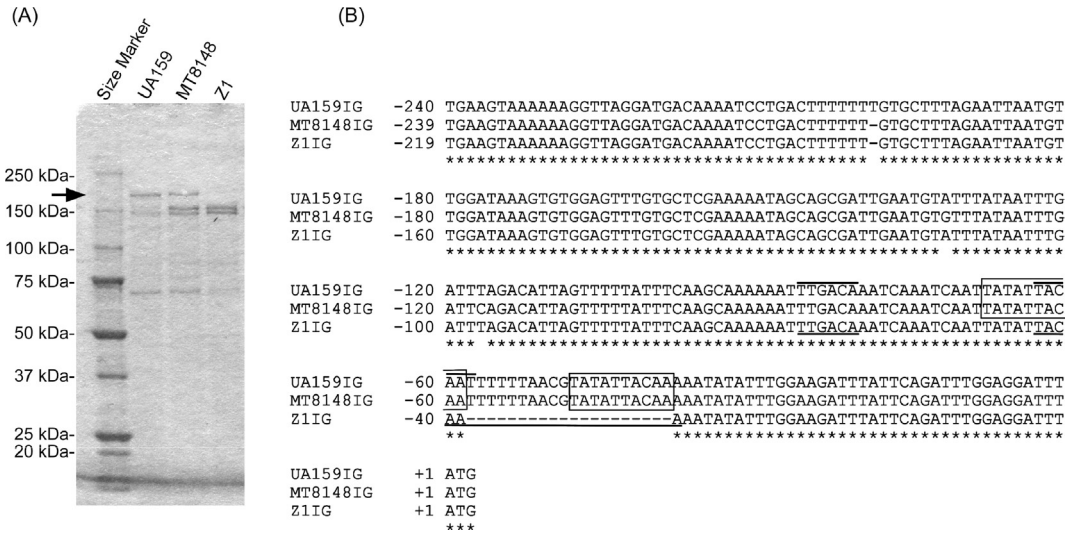 (A)
Size Marker
UA159
MT8148
Z1
250 kDa-
150 kDa-
100 kDa-
75 kDa-
50 kDa-
37 kDa-
25 kDa-
20 kDa-
(B)
UA159IG -240 TGAAGTAAAAAAGGTTAGGATGACAAAATCCTGACTTTTTTTGTGCTTTAGAATTAATGT
MT8148IG -239 TGAAGTAAAAAAGGTTAGGATGACAAAATCCTGACTTTTTT-GTGCTTTAGAATTAATGT
Z1IG -219 TGAAGTAAAAAAGGTTAGGATGACAAAATCCTGACTTTTTT-GTGCTTTAGAATTAATGT
***************************************** ******************
UA159IG -180 TGGATAAAGTGTGGAGTTTGTGCTCGAAAAATAGCAGCGATTGAATGTATTTATAATTTG
MT8148IG -180 TGGATAAAGTGTGGAGTTTGTGCTCGAAAAATAGCAGCGATTGAATGTGTTTATAATTTG
Z1IG -160 TGGATAAAGTGTGGAGTTTGTGCTCGAAAAATAGCAGCGATTGAATGTATTTATAATTTG
************************************************ ***********
UA159IG -120 ATTTAGACATTAGTTTTTATTTCAAGCAAAAAATTTGACAAATCAAATCAATTATATTAC
MT8148IG -120 ATTCAGACATTAGTTTTTATTTCAAGCAAAAAATTTGACAAATCAAATCAATTATATTAC
Z1IG -100 ATTTAGACATTAGTTTTTATTTCAAGCAAAAAATTTGACAAATCAAATCAATTATATTAC
*** ********************************************************
UA159IG -60 AATTTTTTAACGTATATTACAAAAATATATTTGGAAGATTTATTCAGATTTGGAGGATTT
MT8148IG -60 AATTTTTTAACGTATATTACAAAAATATATTTGGAAGATTTATTCAGATTTGGAGGATTT
Z1IG -40 AA--------------------AAATATATTTGGAAGATTTATTCAGATTTGGAGGATTT
** **************************************
UA159IG +1 ATG
MT8148IG +1 ATG
Z1IG +1 ATG
***